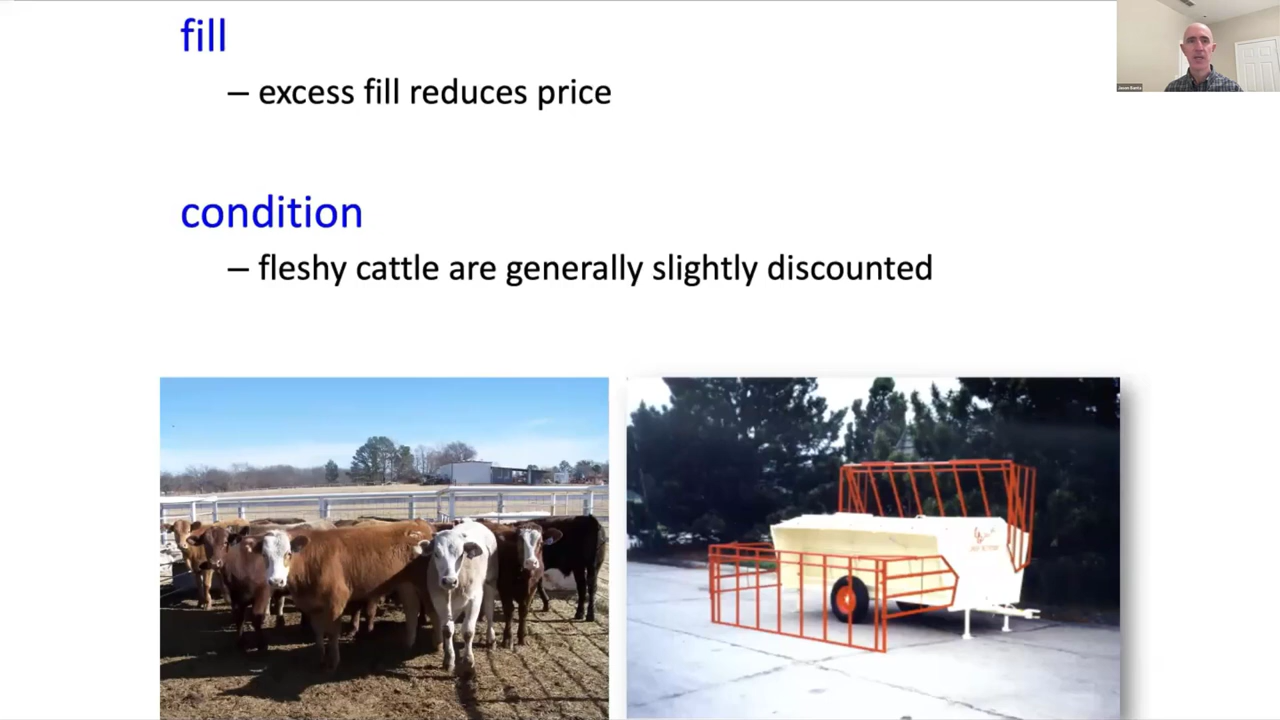 fill
– excess fill reduces price
condition
– fleshy cattle are generally slightly discounted